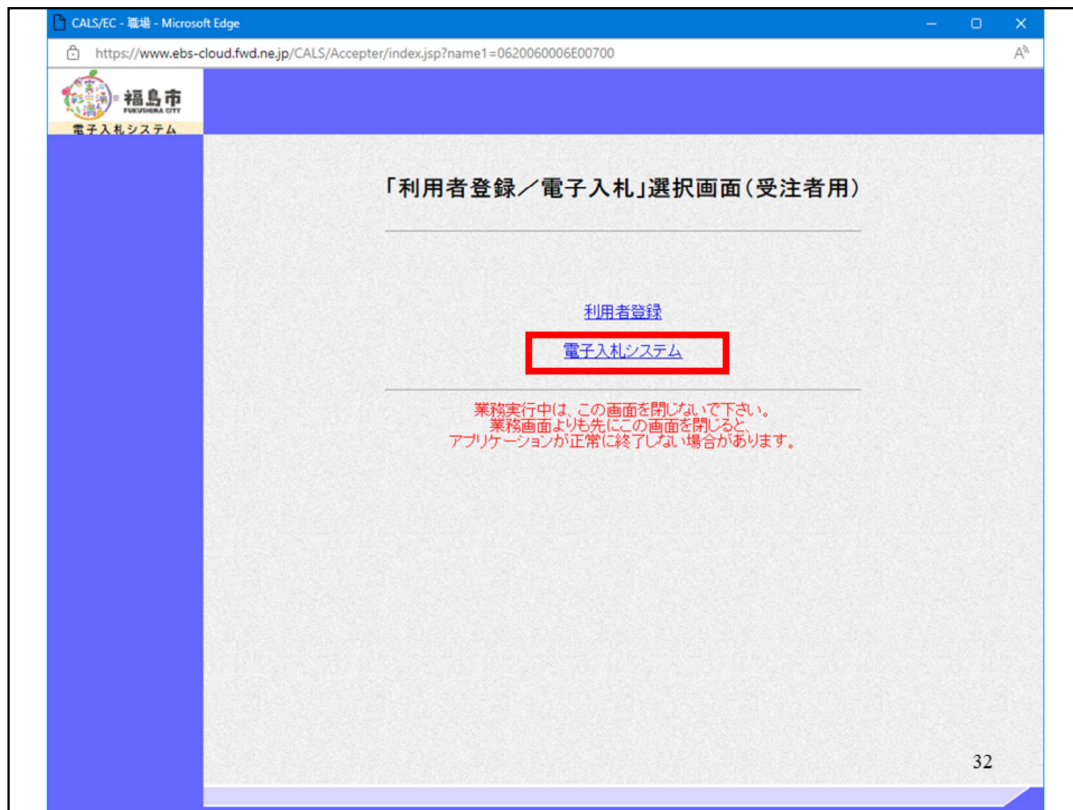 CALS/EC - 職場 - Microsoft Edge
https://www.ebs-cloud.fwd.ne.jp/CALS/Accepter/index.jsp?name1=0620060006E00700
福島市
FUKUSHIMA CITY
電子入札システム
「利用者登録／電子入札」選択画面(受注者用)
利用者登録
電子入札システム
業務実行中は、この画面を閉じないで下さい。
業務画面よりも先にこの画面を閉じると、
アプリケーションが正常に終了しない場合があります。
32